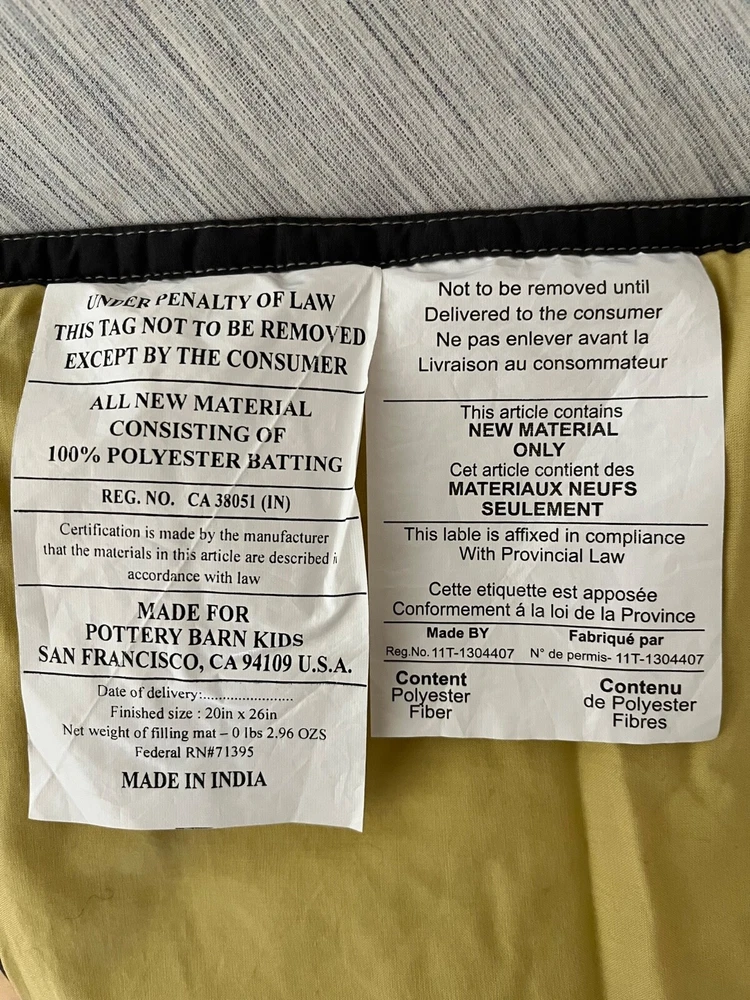 UNDER PENALTY OF LAW
THIS TAG NOT TO BE REMOVED
EXCEPT BY THE CONSUMER
ALL NEW MATERIAL
CONSISTING OF
100% POLYESTER BATTING
REG. NO. CA 38051 (IN)
Certification is made by the manufacturer
that the materials in this article are described
accordance with law
MADE FOR
POTTERY BARN KIDS
SAN FRANCISCO, CA 94109 U.S.A.
Date of delivery:.......................
Finished size : 20in x 26in
Net weight of filling mat – 0 lbs 2.96 OZS
Federal RN#71395
MADE IN INDIA
Not to be removed until
Delivered to the consumer
Ne pas enlever avant la
Livraison au consommateur
This article contains
NEW MATERIAL
ONLY
Cet article contient des
MATERIAUX NEUFS
SEULEMENT
This lable is affixed in compliance
With Provincial Law
Cette etiquette est apposée
Conformement á la loi de la Province
Made BY
Reg.No. 11T-1304407
Fabriqué par
N° de permis- 11T-1304407
Content
Polyester
Fiber
Contenu
de Polyester
Fibres